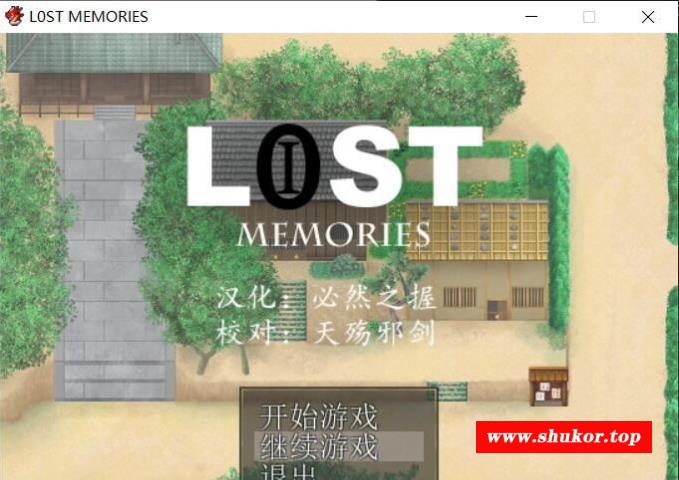 L0ST MEMORIES
L0ST
MEMORIES
汉化：必然之握
校对：天殇邪剑
开始游戏
继续游戏
退出
www.shukor.top